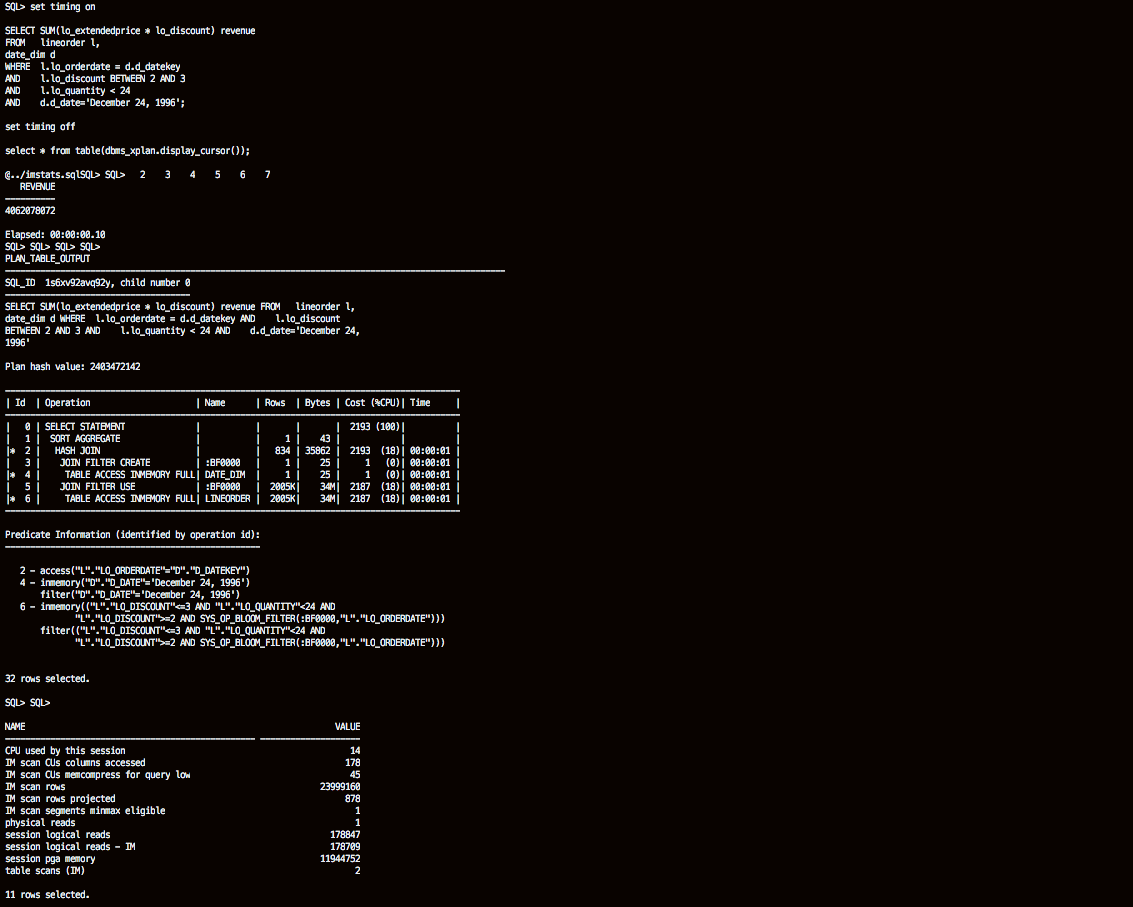 SQL> set timing on
SELECT SUM(lo_extendedprice * lo_discount) revenue
FROM   lineorder l,
date_dim d
WHERE  l.lo_orderdate = d.d_datekey
AND    l.lo_discount BETWEEN 2 AND 3
AND    l.lo_quantity < 24
AND    d.d_date='December 24, 1996';
set timing off
select * from table(dbms_xplan.display_cursor());
@../imstats.sqlSQL> SQL>   2    3    4    5    6    7
   REVENUE
----------
4062078072
Elapsed: 00:00:00.10
SQL> SQL> SQL> SQL>
PLAN_TABLE_OUTPUT
----------------------------------------------------------------------------------------------------
SQL_ID  1s6xv92avq92y, child number 0
-------------------------------------
SELECT SUM(lo_extendedprice * lo_discount) revenue FROM   lineorder l,
date_dim d WHERE  l.lo_orderdate = d.d_datekey AND    l.lo_discount
BETWEEN 2 AND 3 AND    l.lo_quantity < 24 AND    d.d_date='December 24,
1996'
Plan hash value: 2403472142
-------------------------------------------------------------------------------------------
| Id  | Operation                     | Name      | Rows  | Bytes | Cost (%CPU)| Time     |
-------------------------------------------------------------------------------------------
|   0 | SELECT STATEMENT              |           |       |       |  2193 (100)|          |
|   1 |  SORT AGGREGATE               |           |     1 |    43 |            |          |
|*  2 |   HASH JOIN                   |           |   834 | 35862 |  2193  (18)| 00:00:01 |
|   3 |    JOIN FILTER CREATE         | :BF0000   |     1 |    25 |     1   (0)| 00:00:01 |
|*  4 |     TABLE ACCESS INMEMORY FULL| DATE_DIM  |     1 |    25 |     1   (0)| 00:00:01 |
|   5 |    JOIN FILTER USE            | :BF0000   |  2005K|    34M|  2187  (18)| 00:00:01 |
|*  6 |     TABLE ACCESS INMEMORY FULL| LINEORDER |  2005K|    34M|  2187  (18)| 00:00:01 |
-------------------------------------------------------------------------------------------
Predicate Information (identified by operation id):
---------------------------------------------------
   2 - access("L"."LO_ORDERDATE"="D"."D_DATEKEY")
   4 - inmemory("D"."D_DATE"='December 24, 1996')
       filter("D"."D_DATE"='December 24, 1996')
   6 - inmemory(("L"."LO_DISCOUNT"<=3 AND "L"."LO_QUANTITY"<24 AND
              "L"."LO_DISCOUNT">=2 AND SYS_OP_BLOOM_FILTER(:BF0000,"L"."LO_ORDERDATE")))
       filter(("L"."LO_DISCOUNT"<=3 AND "L"."LO_QUANTITY"<24 AND
              "L"."LO_DISCOUNT">=2 AND SYS_OP_BLOOM_FILTER(:BF0000,"L"."LO_ORDERDATE")))
32 rows selected.
SQL> SQL>
NAME                                                              VALUE
-------------------------------------------------- --------------------
CPU used by this session                                             14
IM scan CUs columns accessed                                        178
IM scan CUs memcompress for query low                                45
IM scan rows                                                   23999160
IM scan rows projected                                              878
IM scan segments minmax eligible                                      1
physical reads                                                        1
session logical reads                                            178847
session logical reads - IM                                       178709
session pga memory                                             11944752
table scans (IM)                                                      2
11 rows selected.